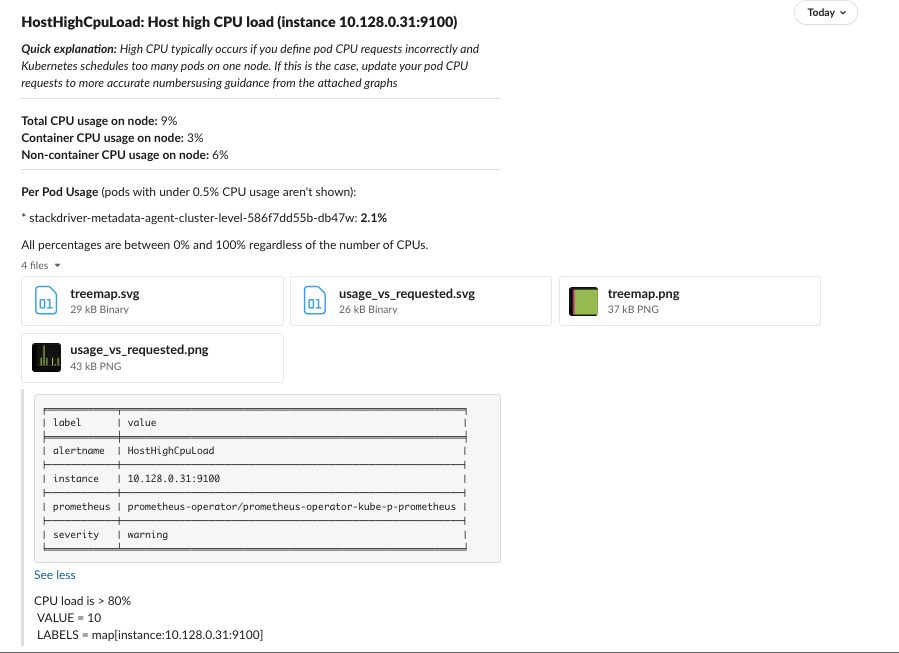 Today
HostHighCpuLoad: Host high CPU load (instance 10.128.0.31:9100)
Quick explanation: High CPU typically occurs if you define pod CPU requests incorrectly and
Kubernetes schedules too many pods on one node. If this is the case, update your pod CPU
requests to more accurate numbersusing guidance from the attached graphs
Total CPU usage on node: 9%
Container CPU usage on node: 3%
Non-container CPU usage on node: 6%
Per Pod Usage (pods with under 0.5% CPU usage aren't shown):
* stackdriver-metadata-agent-cluster-level-586f7dd55b-db47w: 2.1%
All percentages are between 0% and 100% regardless of the number of CPUs.
4 files
01 treemap.svg
29 kB Binary
01 usage_vs_requested.svg
26 kB Binary
treemap.png
37 kB PNG
usage_vs_requested.png
43 kB PNG
| label | value |
| alertname | HostHighCpuLoad |
| instance | 10.128.0.31:9100 |
| prometheus | prometheus-operator/prometheus-operator-kube-p-prometheus |
| severity | warning |
See less
CPU load is > 80%
VALUE = 10
LABELS = map[instance:10.128.0.31:9100]